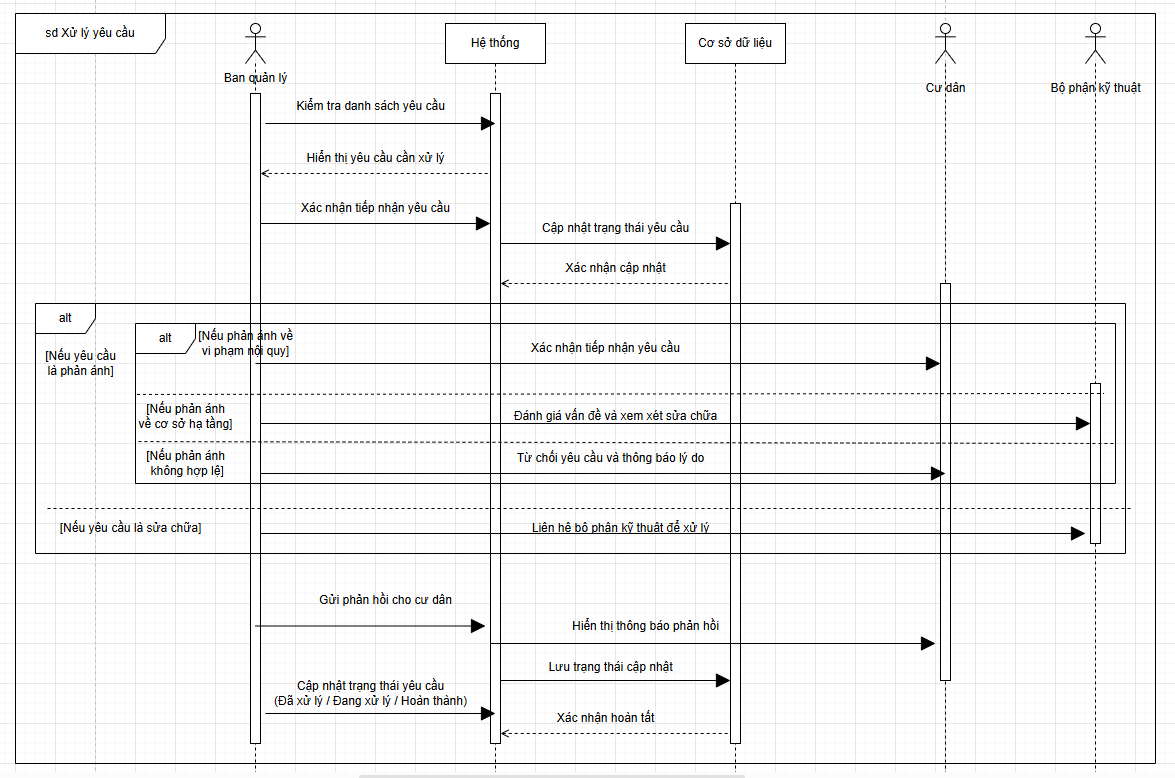 sd Xử lý yêu cầu
Ban quản lý
Hệ thống
Cơ sở dữ liệu
Cư dân
Bộ phận kỹ thuật
Kiểm tra danh sách yêu cầu
Hiển thị yêu cầu cần xử lý
Xác nhận tiếp nhận yêu cầu
Cập nhật trạng thái yêu cầu
Xác nhận cập nhật
alt
[Nếu yêu cầu
là phản ánh]
alt
[Nếu phản ánh về
vi phạm nội quy]
Xác nhận tiếp nhận yêu cầu
[Nếu phản ánh
về cơ sở hạ tầng]
Đánh giá vấn đề và xem xét sửa chữa
[Nếu phản ánh
không hợp lệ]
Từ chối yêu cầu và thông báo lý do
[Nếu yêu cầu là sửa chữa]
Liên hệ bộ phận kỹ thuật để xử lý
Gửi phản hồi cho cư dân
Hiển thị thông báo phản hồi
Lưu trạng thái cập nhật
Cập nhật trạng thái yêu cầu
(Đã xử lý / Đang xử lý / Hoàn thành)
Xác nhận hoàn tất